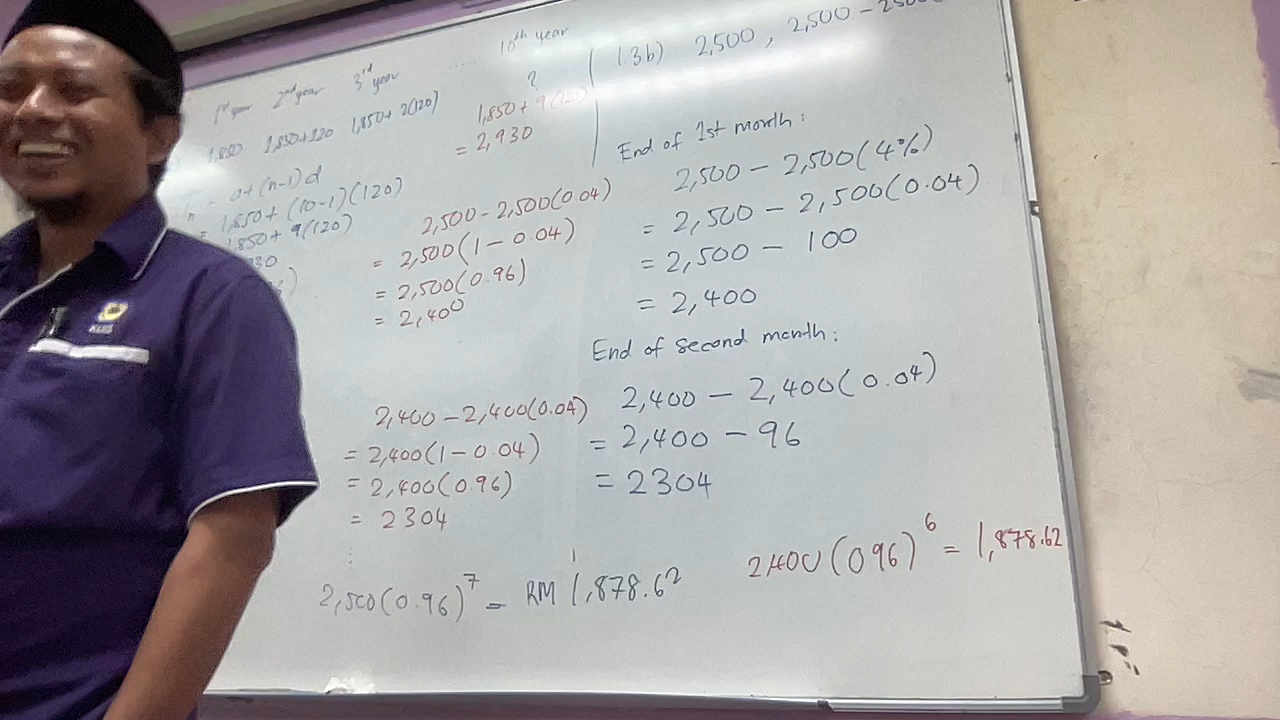 10th year
1st year 2nd year 3rd year .....
?
1,850 1,850+120 1,850+2(120)
1,850+9(120)
= 2,930
= a+(n-1)d
= 1,850+(10-1)(120)
1,850+9(120)
930
2,500-2,500(0.04)
= 2,500(1-0.04)
= 2,500(0.96)
= 2,400
2,400-2,400(0.04)
= 2,400(1-0.04)
= 2,400(0.96)
= 2304
2,500(0.96)^7 = RM 1,878.62
13b) 2,500, 2,500-2500
End of 1st month:
2,500-2,500(4%)
= 2,500-2,500(0.04)
= 2,500-100
= 2,400
End of second month:
2,400-2,400(0.04)
= 2,400-96
= 2304
2400(096)^6 = 1,878.62